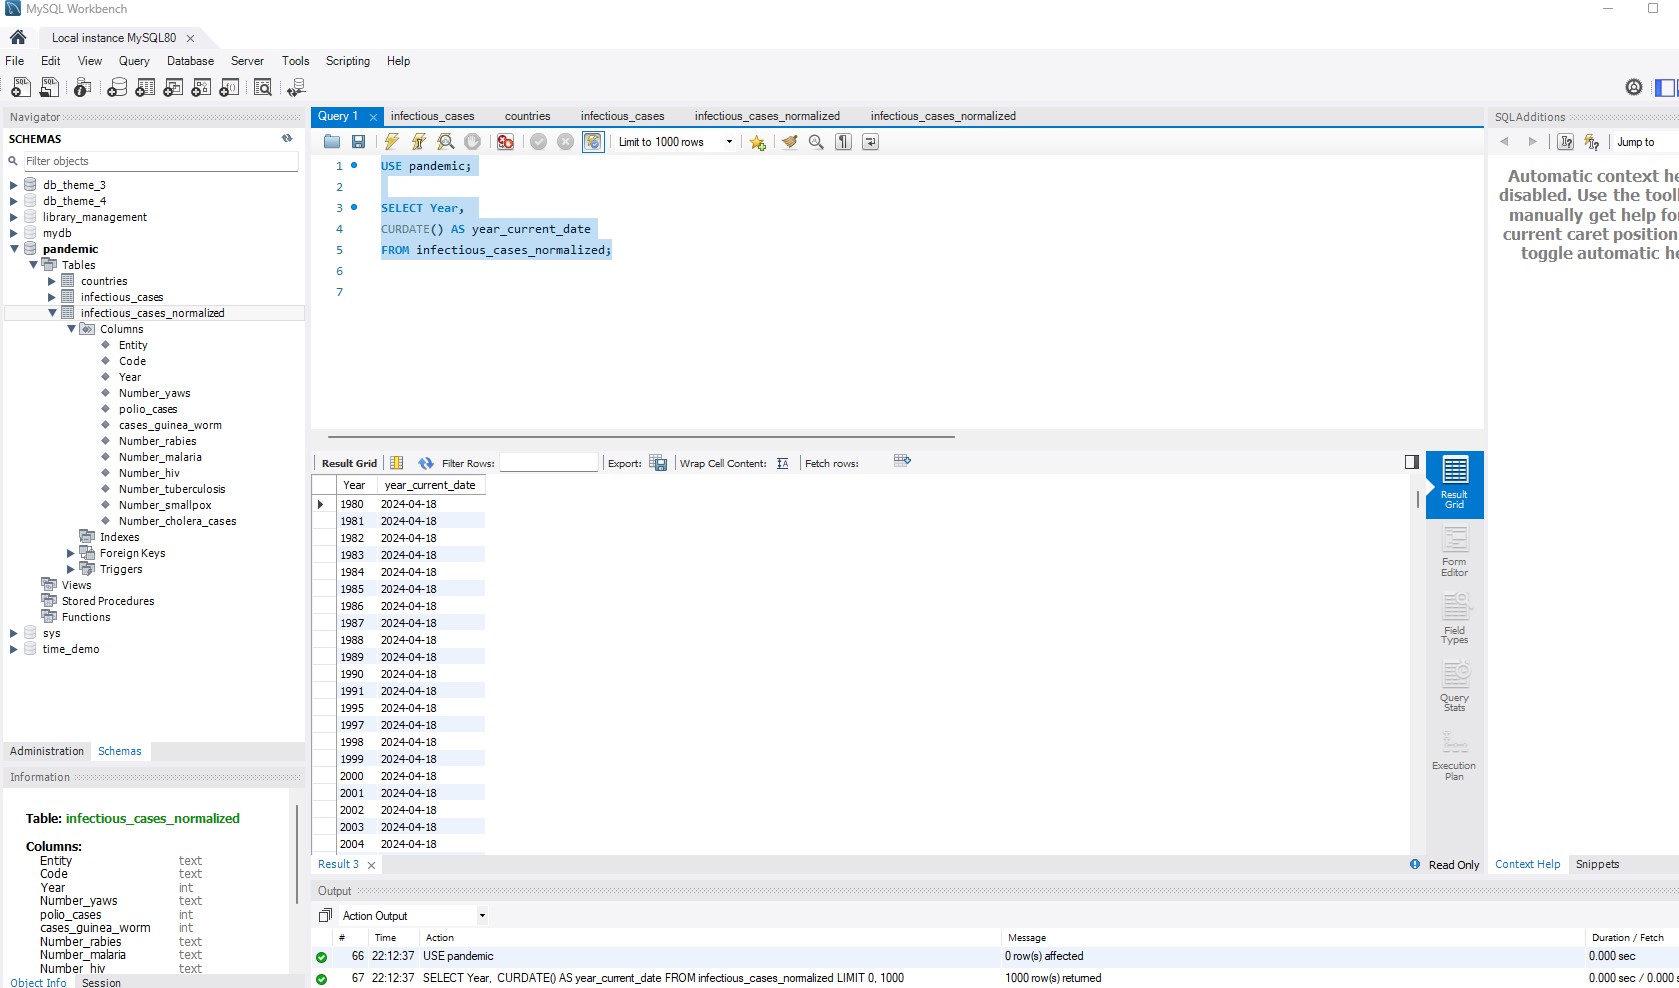 MySQL Workbench
Local instance MySQL80
File Edit View Query Database Server Tools Scripting Help
Navigator
SCHEMAS
Filter objects
db_theme_3
db_theme_4
library_management
mydb
pandemic
Tables
countries
infectious_cases
infectious_cases_normalized
Columns
Entity
Code
Year
Number_yaws
polio_cases
cases_guinea_worm
Number_rabies
Number_malaria
Number_hiv
Number_tuberculosis
Number_smallpox
Number_cholera_cases
Indexes
Foreign Keys
Triggers
Views
Stored Procedures
Functions
sys
time_demo
Administration Schemas
Information
Table: infectious_cases_normalized
Columns:
Entity text
Code text
Year int
Number_yaws text
polio_cases int
cases_guinea_worm int
Number_rabies text
Number_malaria text
Number_hiv text
Object Info Session
Query 1 infectious_cases countries infectious_cases infectious_cases_normalized infectious_cases_normalized
Limit to 1000 rows
1 USE pandemic;
2
3 SELECT Year,
4 CURDATE() AS year_current_date
5 FROM infectious_cases_normalized;
6
7
Result Grid Filter Rows: Export: Wrap Cell Content: Fetch rows:
Year year_current_date
1980 2024-04-18
1981 2024-04-18
1982 2024-04-18
1983 2024-04-18
1984 2024-04-18
1985 2024-04-18
1986 2024-04-18
1987 2024-04-18
1988 2024-04-18
1989 2024-04-18
1990 2024-04-18
1991 2024-04-18
1995 2024-04-18
1997 2024-04-18
1998 2024-04-18
1999 2024-04-18
2000 2024-04-18
2001 2024-04-18
2002 2024-04-18
2003 2024-04-18
2004 2024-04-18
Result Grid
Form Editor
Field Types
Query Stats
Execution Plan
Result 3
Read Only
SQLAdditions
Jump to
Automatic context he
disabled. Use the tool
manually get help for
current caret position
toggle automatic he
Context Help Snippets
Output
Action Output
# Time Action Message Duration / Fetch
66 22:12:37 USE pandemic 0 row(s) affected 0.000 sec
67 22:12:37 SELECT Year, CURDATE() AS year_current_date FROM infectious_cases_normalized LIMIT 0, 1000 1000 row(s) returned 0.000 sec / 0.000